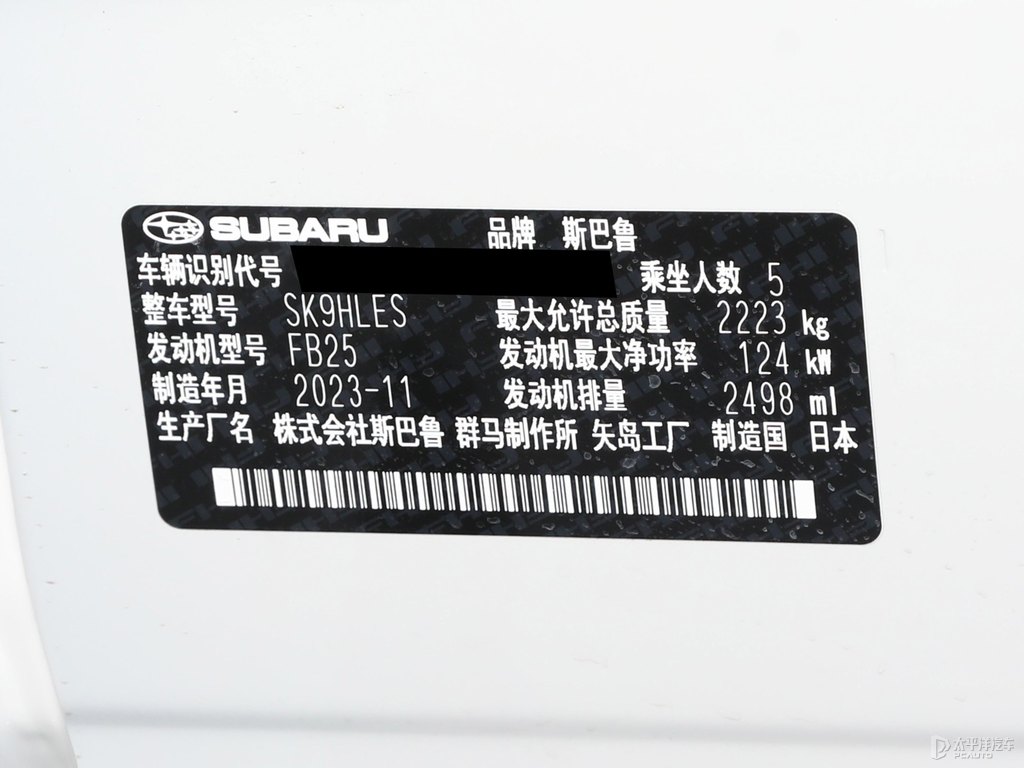 SUBARU 品牌 斯巴鲁
车辆识别代号 乘坐人数 5
整车型号 SK9HLES 最大允许总质量 2223 kg
发动机型号 FB25 发动机最大净功率 124 kW
制造年月 2023-11 发动机排量 2498 ml
生产厂名 株式会社斯巴鲁 群马制作所 矢岛工厂 制造国 日本
太平洋汽车
PCAUTO